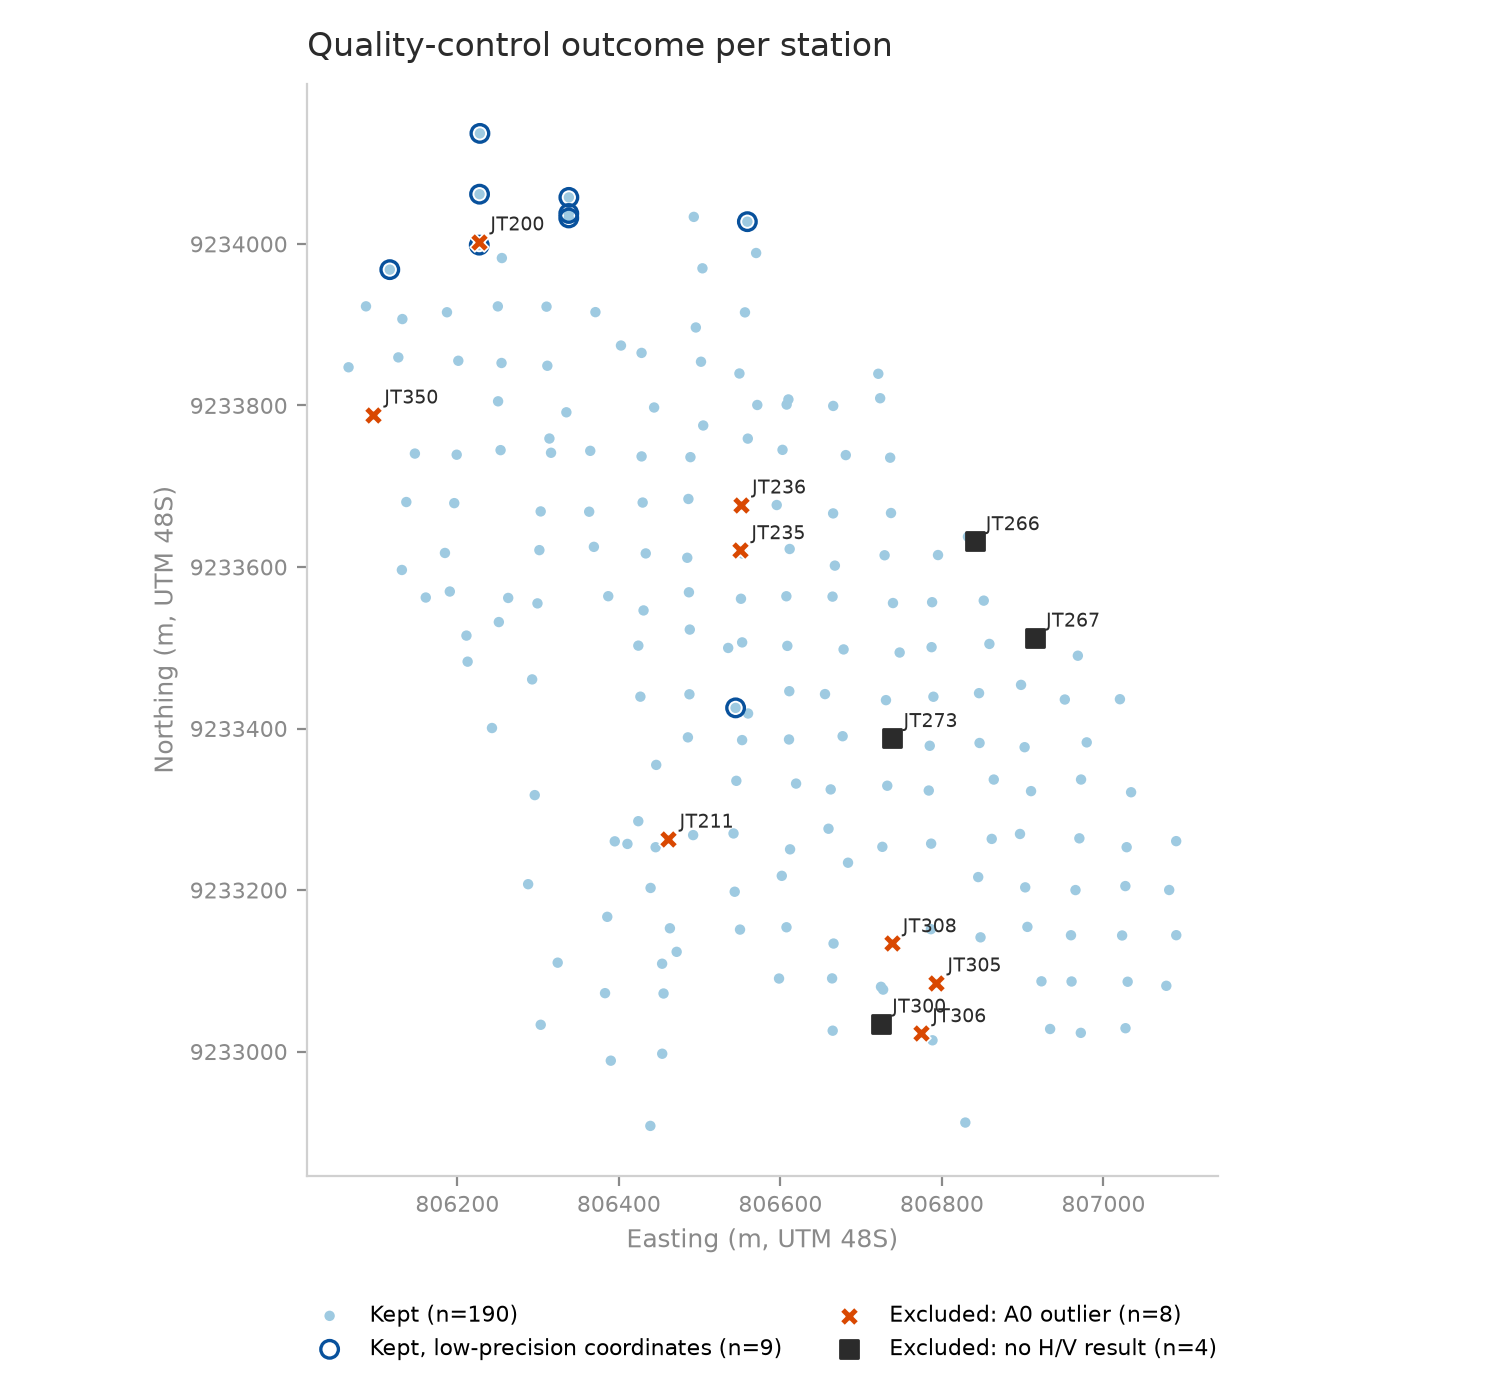 Quality-control outcome per station
JT200
JT350
JT236
JT235
JT266
JT267
JT273
JT211
JT308
JT305
JT300
JT306
9234000
9233800
9233600
9233400
9233200
9233000
Northing (m, UTM 48S)
806200 806400 806600 806800 807000
Easting (m, UTM 48S)
Kept (n=190)
Kept, low-precision coordinates (n=9)
Excluded: A0 outlier (n=8)
Excluded: no H/V result (n=4)